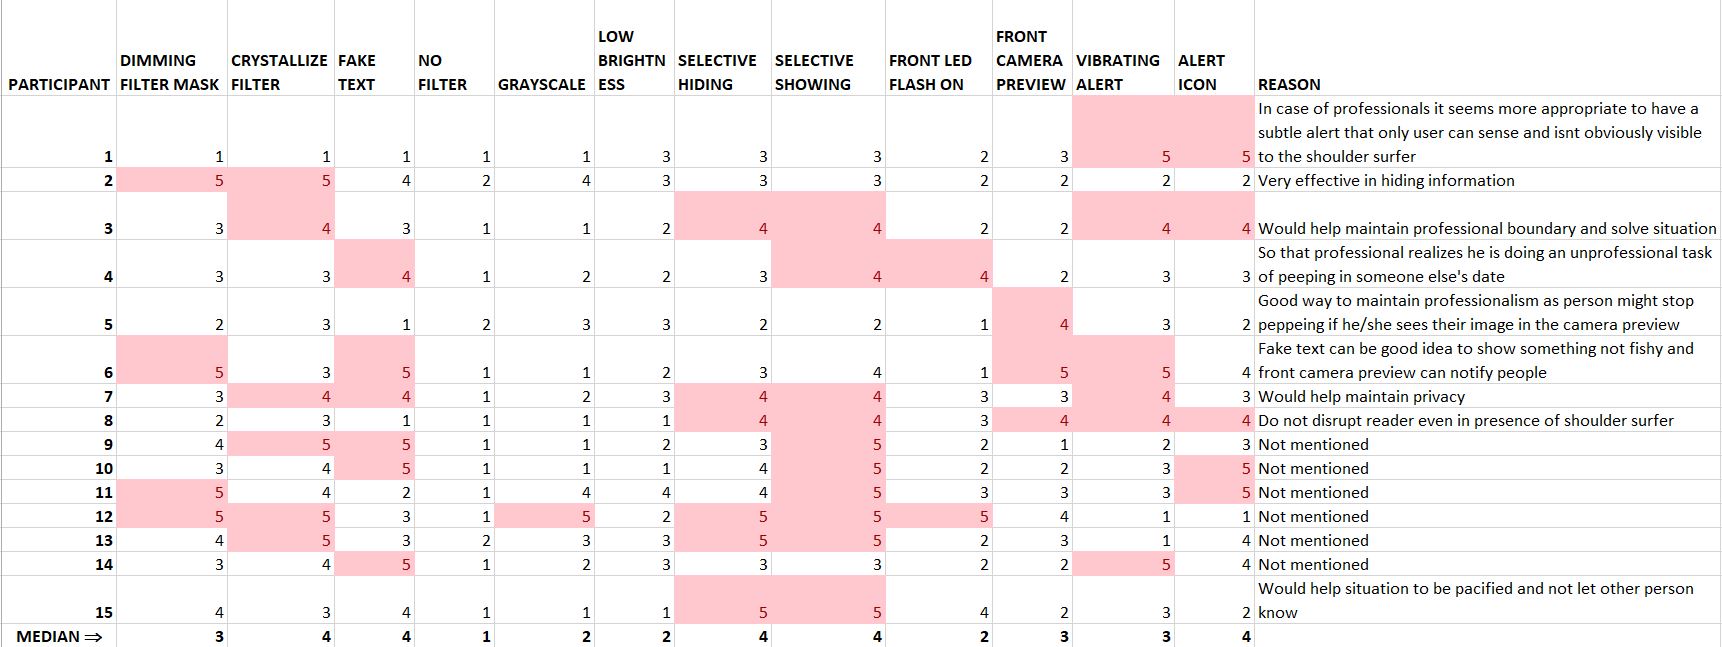 PARTICIPANT DIMMING FILTER MASK CRYSTALLIZE FILTER FAKE TEXT NO FILTER GRAYSCALE LOW BRIGHTN ESS SELECTIVE HIDING SELECTIVE SHOWING FRONT LED FLASH ON FRONT CAMERA PREVIEW VIBRATING ALERT ALERT ICON REASON
In case of professionals it seems more appropriate to have a
subtle alert that only user can sense and isnt obviously visible
1 1 1 1 1 1 3 3 3 2 3 5 5 to the shoulder surfer
2 5 5 4 2 4 3 3 3 2 2 2 2 Very effective in hiding information
3 3 4 3 1 1 2 4 4 2 2 4 4 Would help maintain professional boundary and solve situation
So that professional realizes he is doing an unprofessional task
4 3 3 4 1 2 2 3 4 4 2 3 3 of peeping in someone else's date
Good way to maintain professionalism as person might stop
5 2 3 1 2 3 3 2 2 1 4 3 2 peppeing if he/she sees their image in the camera preview
Fake text can be good idea to show something not fishy and
6 5 3 5 1 1 2 3 4 1 5 5 4 front camera preview can notify people
7 3 4 4 1 2 3 4 4 3 3 4 3 Would help maintain privacy
8 2 3 1 1 1 1 4 4 3 4 4 4 Do not disrupt reader even in presence of shoulder surfer
9 4 5 5 1 1 2 3 5 2 1 2 3 Not mentioned
10 3 4 5 1 1 1 4 5 2 2 3 5 Not mentioned
11 5 4 2 1 4 4 4 5 3 3 3 5 Not mentioned
12 5 5 3 1 5 2 5 5 5 4 1 1 Not mentioned
13 4 5 3 2 3 3 5 5 2 3 1 4 Not mentioned
14 3 4 5 1 2 3 3 3 2 2 5 4 Not mentioned
Would help situation to be pacified and not let other person
15 4 3 4 1 1 1 5 5 4 2 3 2 know
MEDIAN ⇒ 3 4 4 1 2 2 4 4 2 3 3 4